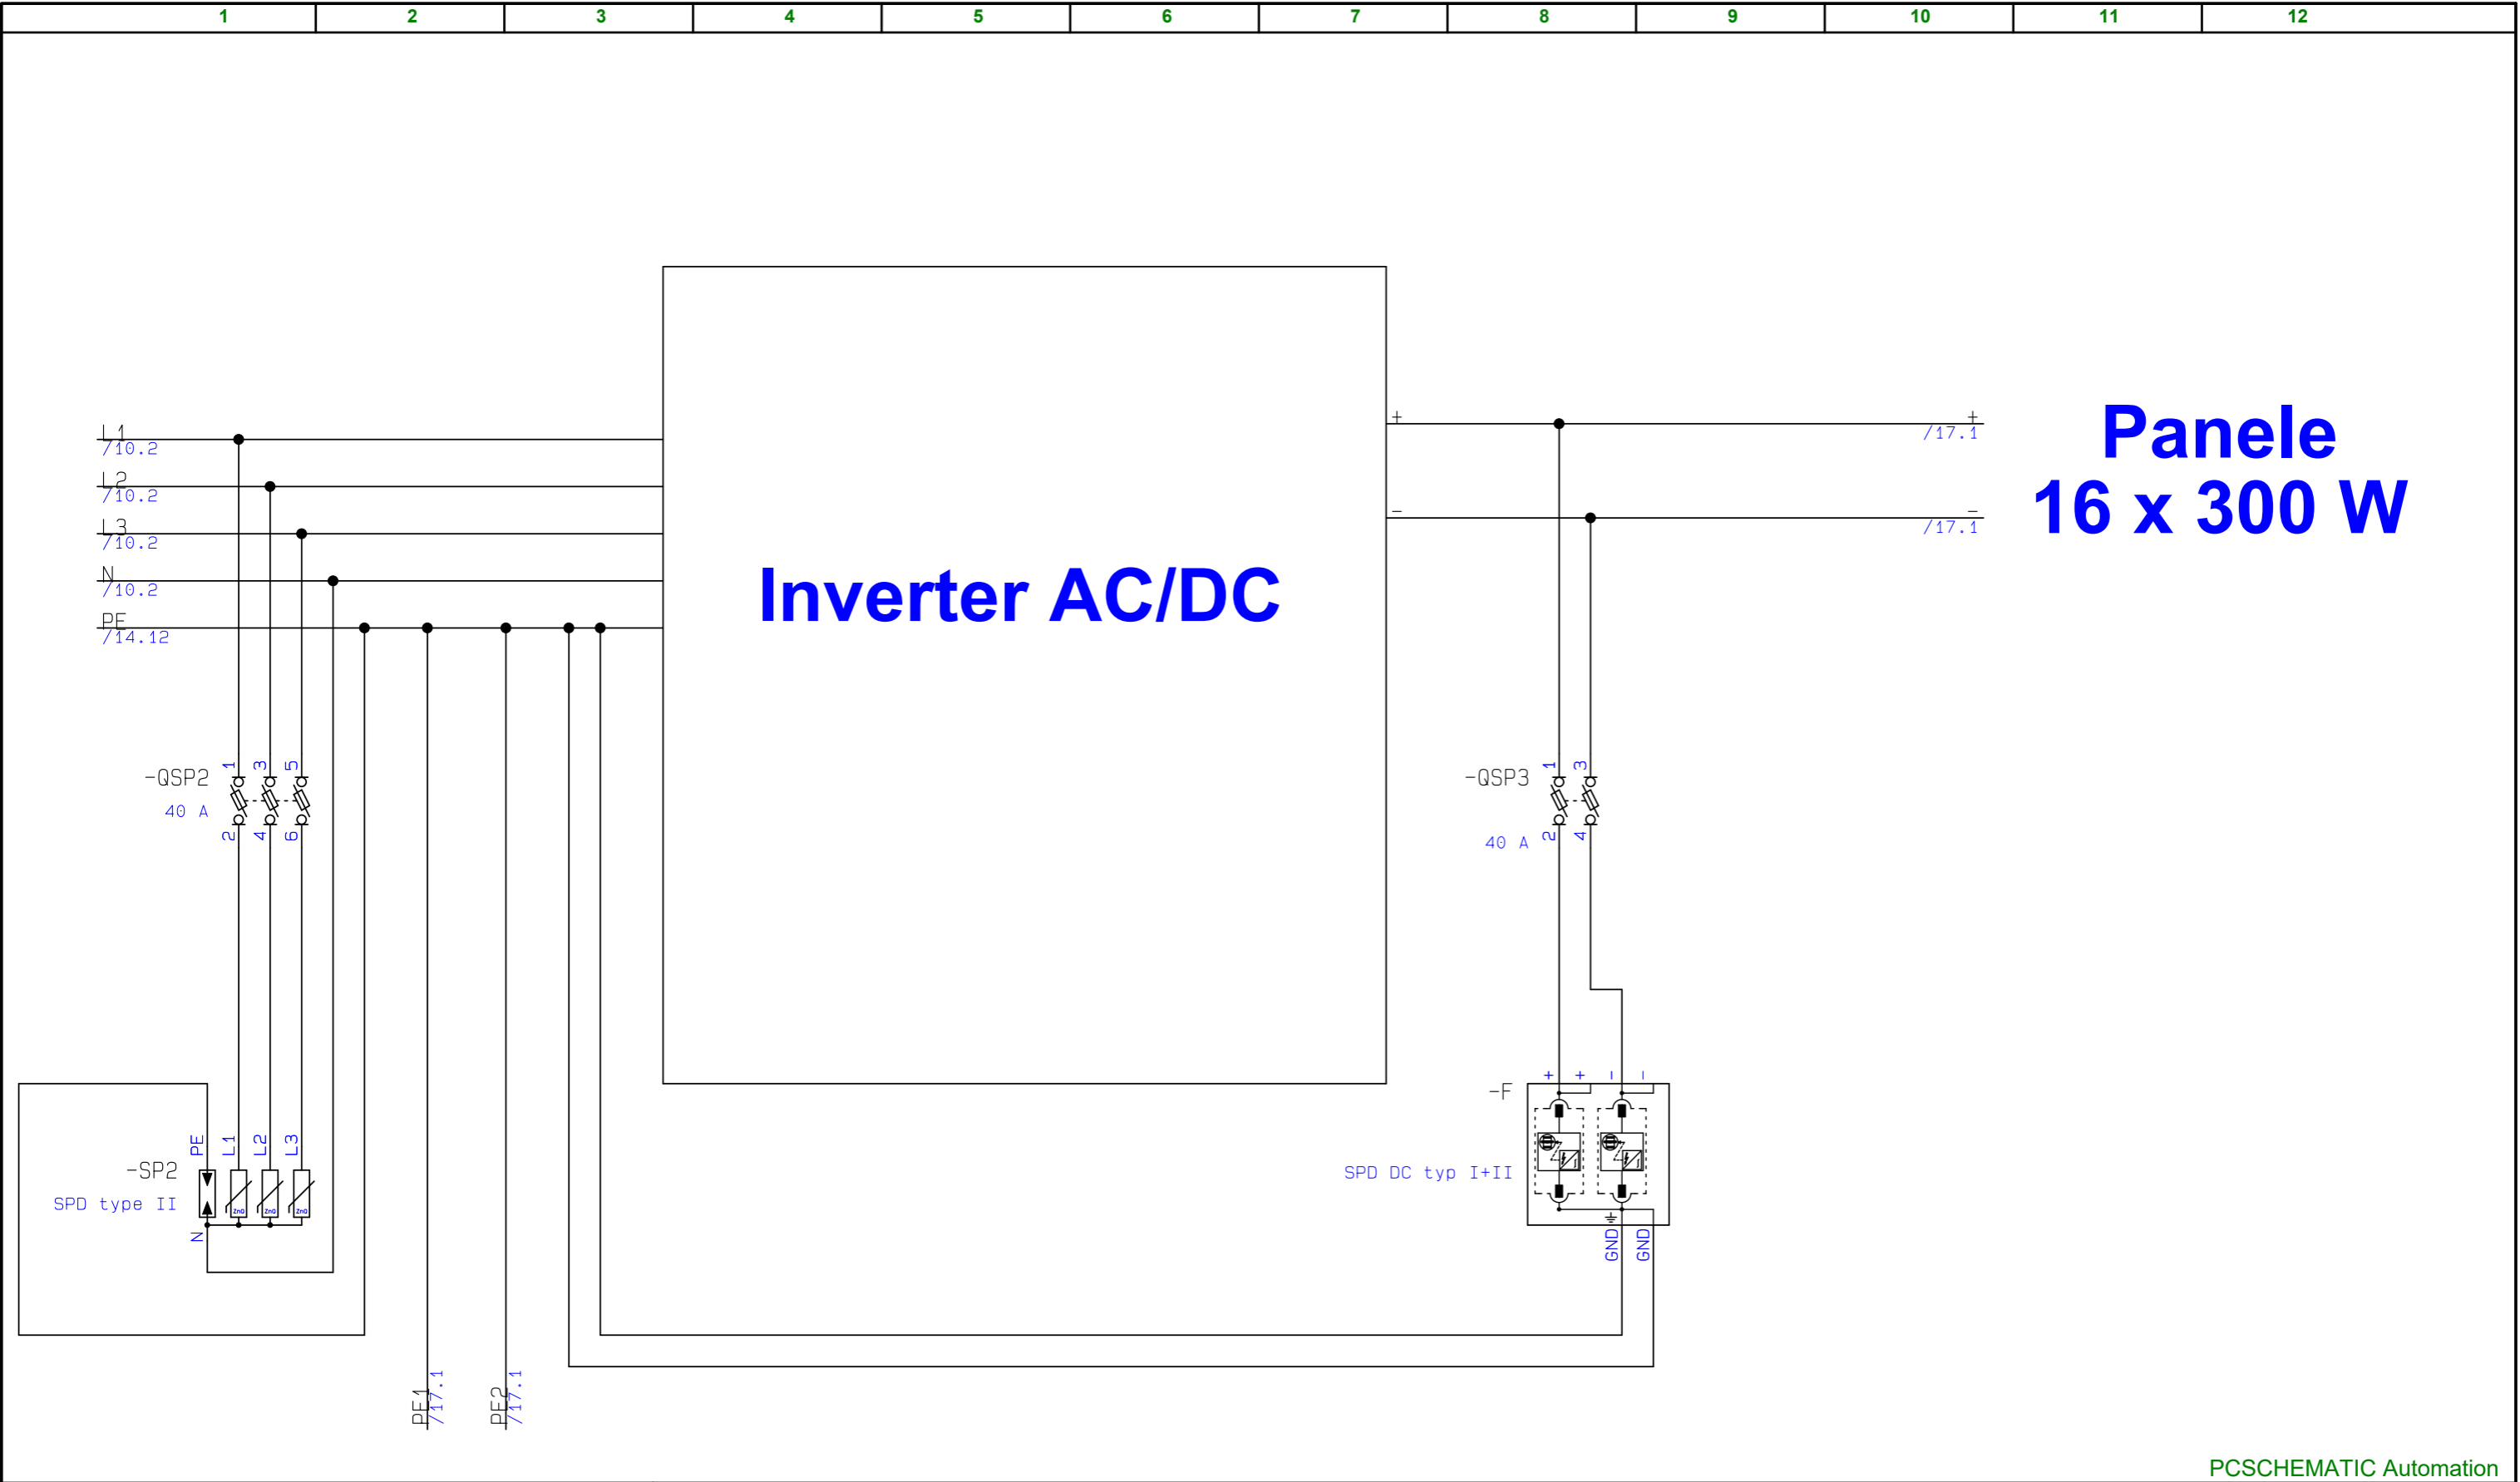 1 2 3 4 5 6 7 8 9 10 11 12
L1
/10.2
L2
/10.2
L3
/10.2
N
/10.2
PE
/14.12
Inverter AC/DC
+ +
/17.1
- -
/17.1
Panele
16 x 300 W
-QSP2 1 3 5
40 A
2 4 6
-QSP3 1 3
40 A
2 4
PE L1 L2 L3
-SP2
SPD type II
ZnO ZnO ZnO
N
+ + - -
-F
SPD DC typ I+II
GND GND
PE1
/17.1
PE2
/17.1
PCSCHEMATIC Automation